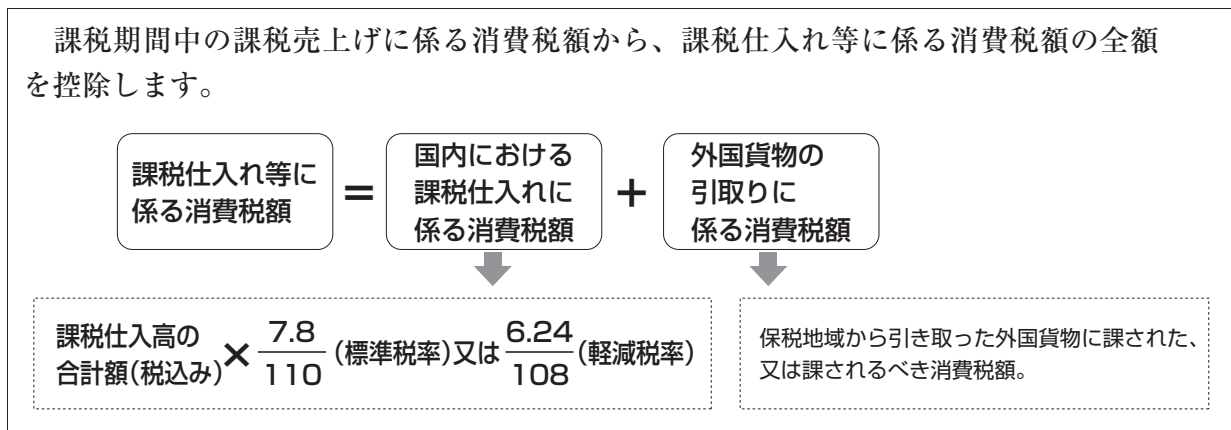 課税期間中の課税売上げに係る消費税額から、課税仕入れ等に係る消費税額の全額
を控除します。
課税仕入れ等に
係る消費税額
=
国内における
課税仕入れに
係る消費税額
+
外国貨物の
引取りに
係る消費税額
課税仕入高の
合計額(税込み)
× 7.8/110 (標準税率)又は 6.24/108 (軽減税率)
保税地域から引き取った外国貨物に課された、
又は課されるべき消費税額。